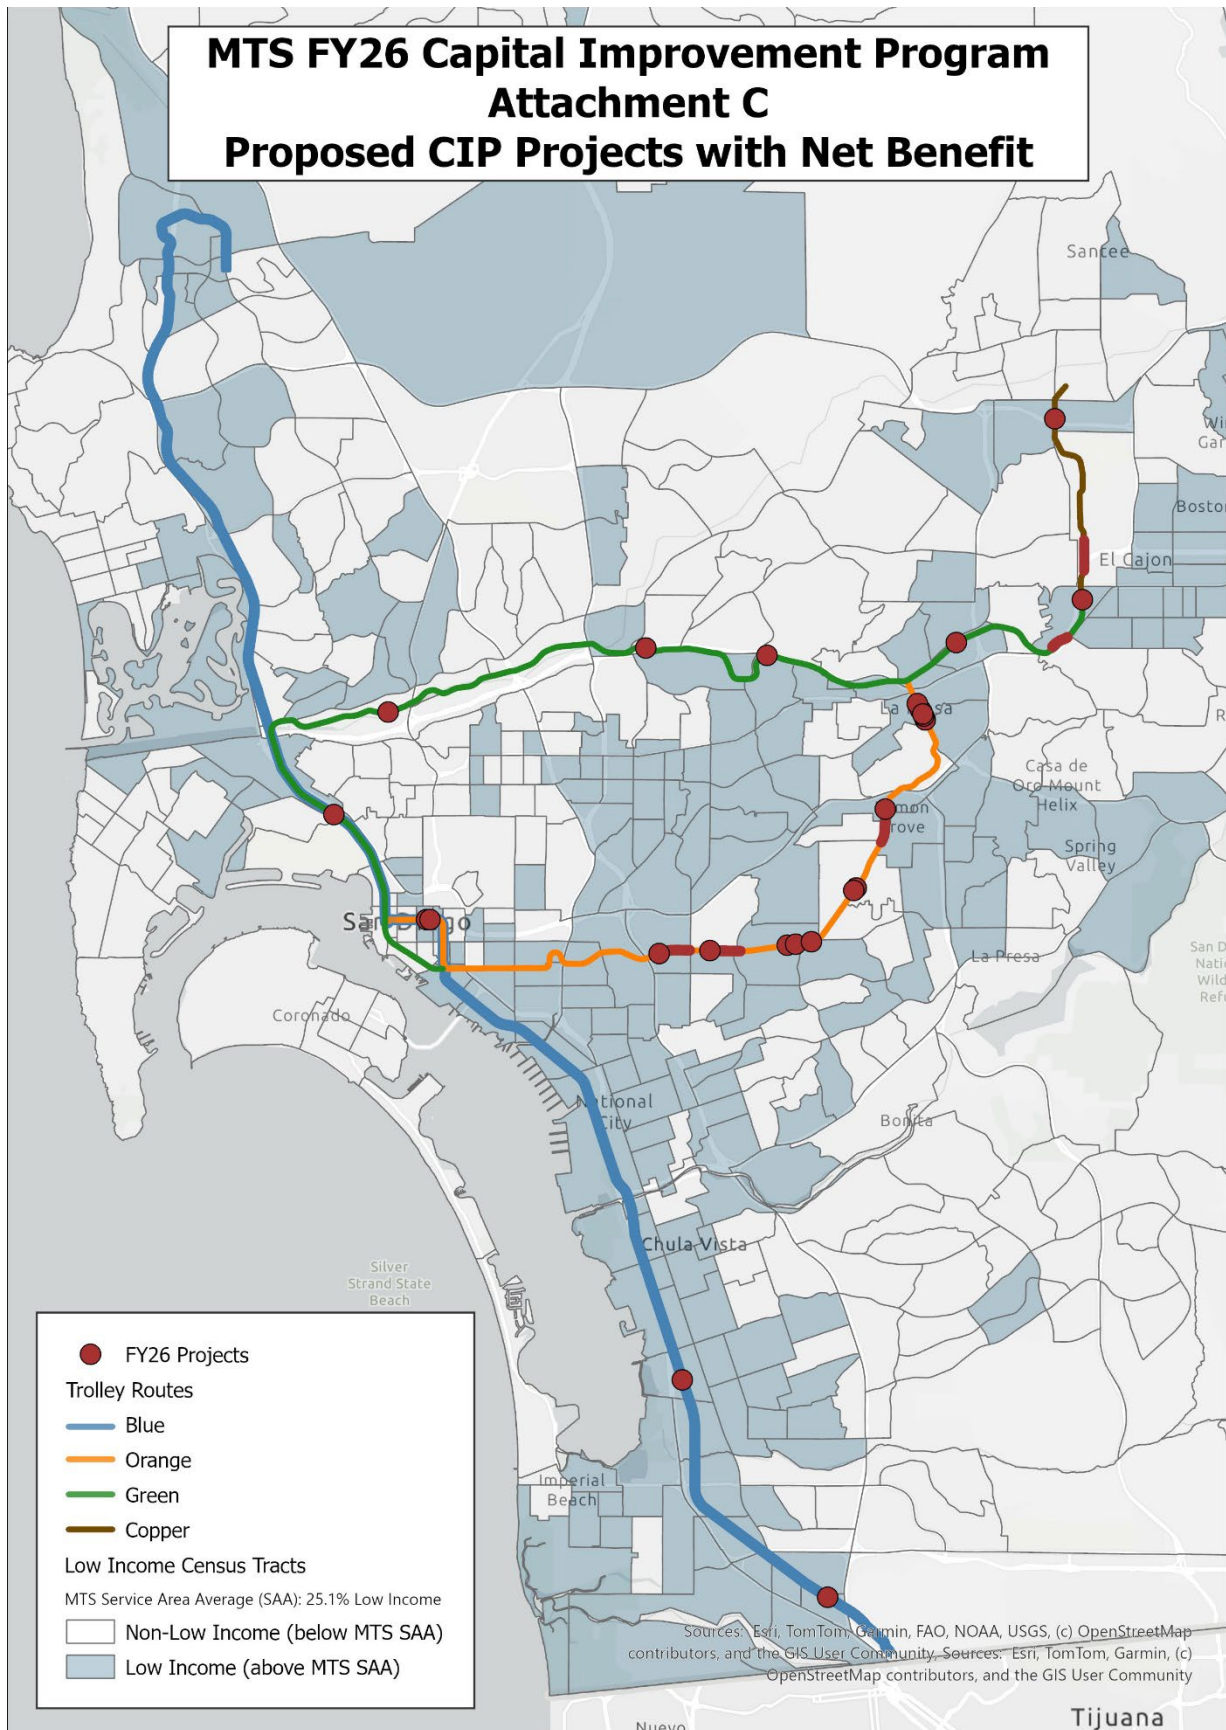 MTS FY26 Capital Improvement Program
Attachment C
Proposed CIP Projects with Net Benefit
Santee
El Cajon
Casa de
Oro-Mount
Helix
Spring
Valley
San Diego
La Presa
Coronado
National
City
Bonita
Chula Vista
Silver
Strand State
Beach
Imperial
Beach
FY26 Projects
Trolley Routes
Blue
Orange
Green
Copper
Low Income Census Tracts
MTS Service Area Average (SAA): 25.1% Low Income
Non-Low Income (below MTS SAA)
Low Income (above MTS SAA)
Sources: Esri, TomTom, Garmin, FAO, NOAA, USGS, (c) OpenStreetMap
contributors, and the GIS User Community, Sources: Esri, TomTom, Garmin, (c)
OpenStreetMap contributors, and the GIS User Community
Tijuana
Nuevo